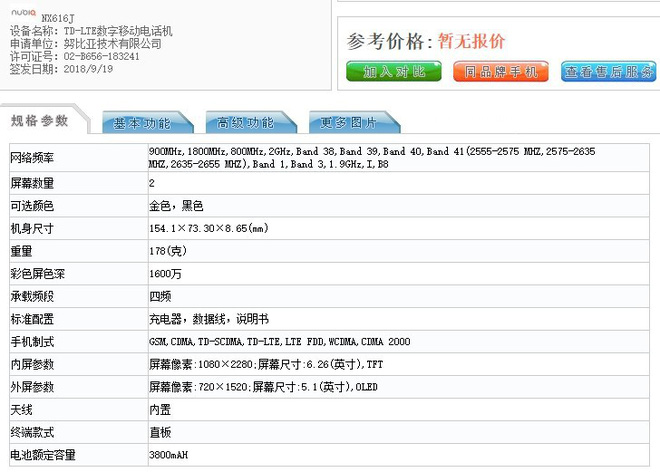 nubia NX616J
设备名称: TD-LTE数字移动电话机
申请单位: 努比亚技术有限公司
许可证号: 02-B656-183241
签发日期: 2018/9/19
参考价格: 暂无报价
加入对比 同品牌手机 查看售后服务
规格参数 基本功能 高级功能 更多图片
网络频率 900MHz,1800MHz,800MHz,2GHz,Band 38,Band 39,Band 40,Band 41(2555-2575 MHZ,2575-2635
MHZ,2635-2655 MHZ),Band 1,Band 3,1.9GHz,I,B8
屏幕数量 2
可选颜色 金色，黑色
机身尺寸 154.1×73.30×8.65(mm)
重量 178(克)
彩色屏色深 1600万
承载频段 四频
标准配置 充电器，数据线，说明书
手机制式 GSM,CDMA,TD-SCDMA,TD-LTE,LTE FDD,WCDMA,CDMA 2000
内屏参数 屏幕像素:1080×2280;屏幕尺寸:6.26(英寸),TFT
外屏参数 屏幕像素:720×1520;屏幕尺寸:5.1(英寸),OLED
天线 内置
终端款式 直板
电池额定容量 3800mAH